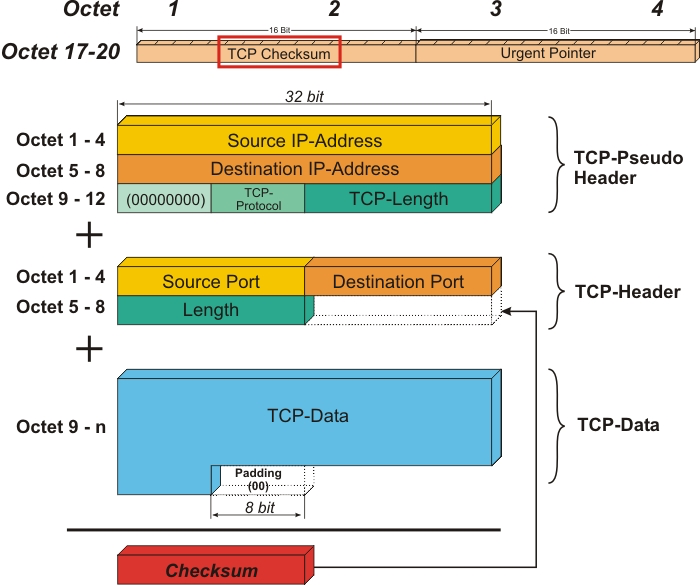 Octet 1 2 3 4
16 Bit 16 Bit
Octet 17-20 TCP Checksum Urgent Pointer
32 bit
Octet 1 - 4 Source IP-Address
Octet 5 - 8 Destination IP-Address
TCP-Pseudo
Header
Octet 9 - 12 (00000000) TCP-
Protocol TCP-Length
+
Octet 1 - 4 Source Port Destination Port
TCP-Header
Octet 5 - 8 Length
+
TCP-Data
Octet 9 - n
TCP-Data
Padding
(00)
8 bit
Checksum